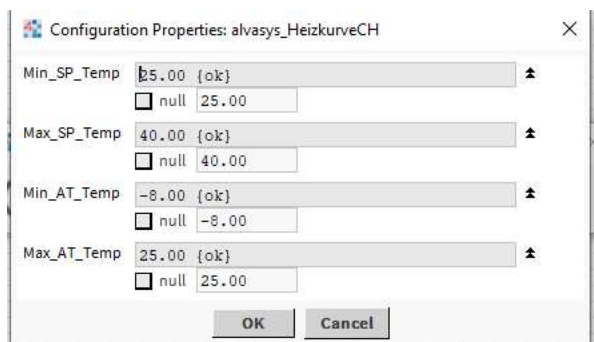 Configuration Properties: alvasys_HeizkurveCH
Min_SP_Temp 25.00 {ok}
null 25.00
Max_SP_Temp 40.00 {ok}
null 40.00
Min_AT_Temp -8.00 {ok}
null -8.00
Max_AT_Temp 25.00 {ok}
null 25.00
OK Cancel